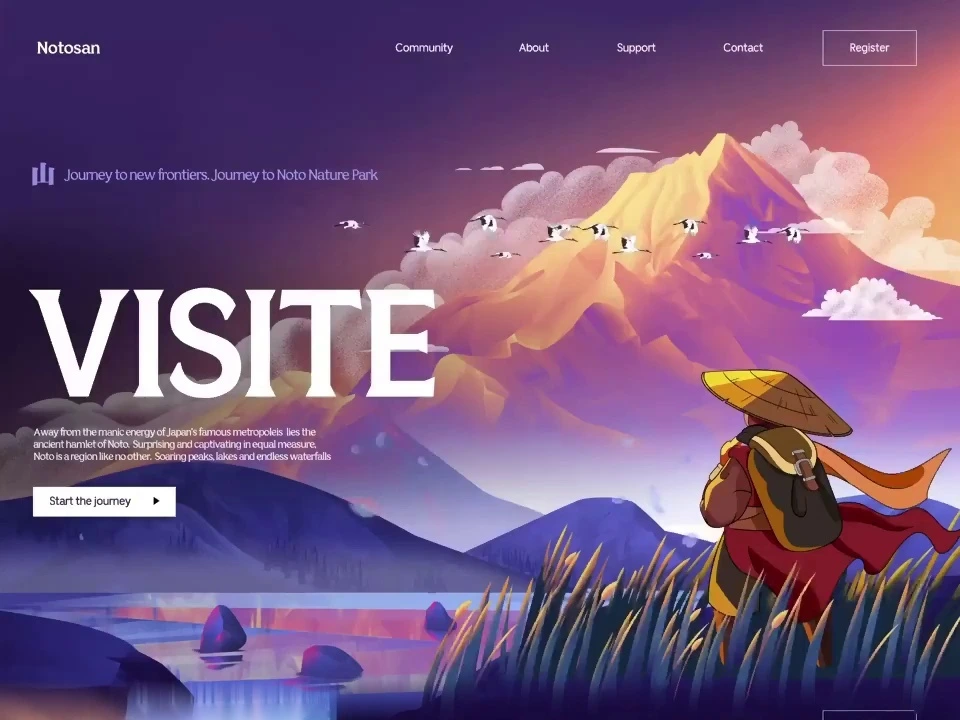 Notosan
Community
About
Support
Contact
Register
Journey to new frontiers. Journey to Noto Nature Park
VISITE
Away from the manic energy of Japan's famous metropoleis lies the
ancient hamlet of Noto. Surprising and captivating in equal measure,
Noto is a region like no other. Soaring peaks, lakes and endless waterfalls
Start the journey